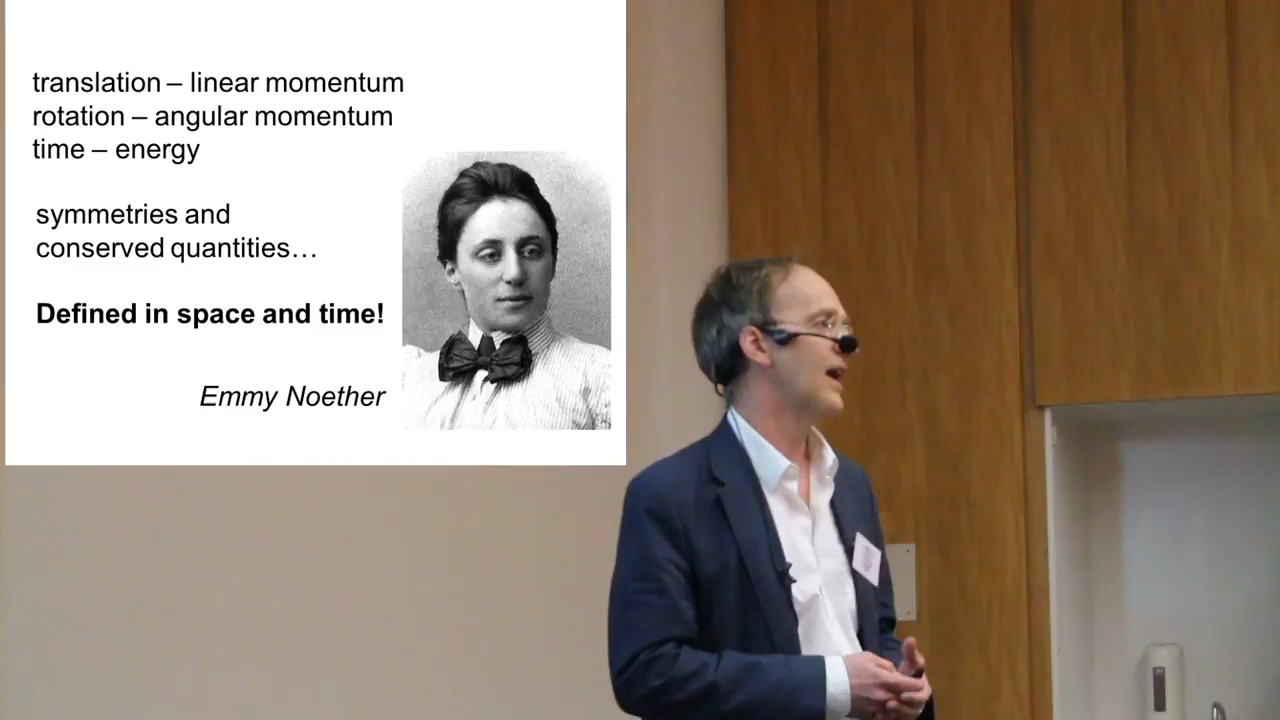 translation – linear momentum
rotation – angular momentum
time – energy
symmetries and
conserved quantities…
Defined in space and time!
Emmy Noether